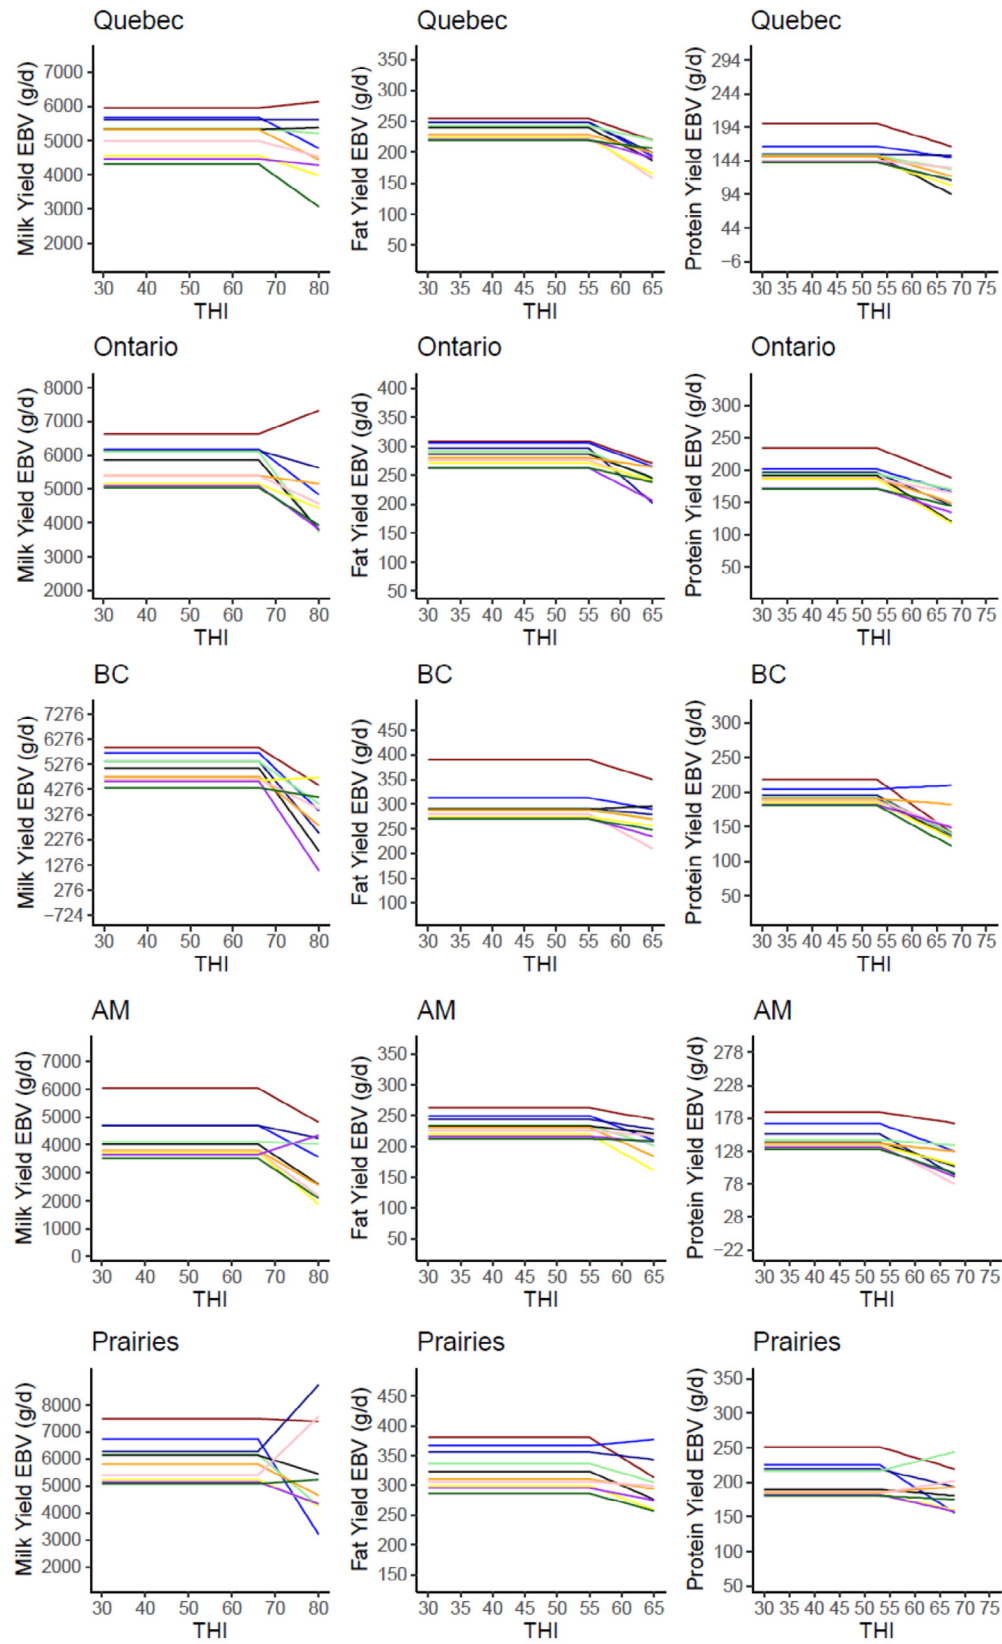 Quebec
Milk Yield EBV (g/d)
7000
6000
5000
4000
3000
2000
30 40 50 60 70 80
THI
Quebec
Fat Yield EBV (g/d)
350
300
250
200
150
100
50
30 35 40 45 50 55 60 65
THI
Quebec
Protein Yield EBV (g/d)
294
244
194
144
94
44
−6
30 35 40 45 50 55 60 65 70 75
THI
Ontario
Milk Yield EBV (g/d)
8000
7000
6000
5000
4000
3000
2000
30 40 50 60 70 80
THI
Ontario
Fat Yield EBV (g/d)
400
350
300
250
200
150
100
50
30 35 40 45 50 55 60 65
THI
Ontario
Protein Yield EBV (g/d)
300
250
200
150
100
50
30 35 40 45 50 55 60 65 70 75
THI
BC
Milk Yield EBV (g/d)
7276
6276
5276
4276
3276
2276
1276
276
−724
30 40 50 60 70 80
THI
BC
Fat Yield EBV (g/d)
450
400
350
300
250
200
150
100
30 35 40 45 50 55 60 65
THI
BC
Protein Yield EBV (g/d)
300
250
200
150
100
50
30 35 40 45 50 55 60 65 70 75
THI
AM
Milk Yield EBV (g/d)
7000
6000
5000
4000
3000
2000
1000
0
30 40 50 60 70 80
THI
AM
Fat Yield EBV (g/d)
350
300
250
200
150
100
50
30 35 40 45 50 55 60 65
THI
AM
Protein Yield EBV (g/d)
278
228
178
128
78
28
−22
30 35 40 45 50 55 60 65 70 75
THI
Prairies
Milk Yield EBV (g/d)
8000
7000
6000
5000
4000
3000
2000
30 40 50 60 70 80
THI
Prairies
Fat Yield EBV (g/d)
450
400
350
300
250
200
150
30 35 40 45 50 55 60 65
THI
Prairies
Protein Yield EBV (g/d)
350
300
250
200
150
100
50
30 35 40 45 50 55 60 65 70 75
THI